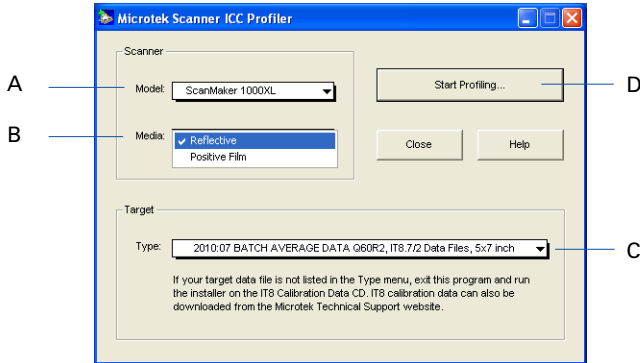 Microtek Scanner ICC Profiler
Scanner
A
Model:
ScanMaker 1000XL
Start Profiling...
D
B
Media:
Reflective
Positive Film
Close
Help
Target
Type:
2010:07 BATCH AVERAGE DATA Q60R2, IT8.7/2 Data Files, 5x7 inch
C
If your target data file is not listed in the Type menu, exit this program and run
the installer on the IT8 Calibration Data CD. IT8 calibration data can also be
downloaded from the Microtek Technical Support website.